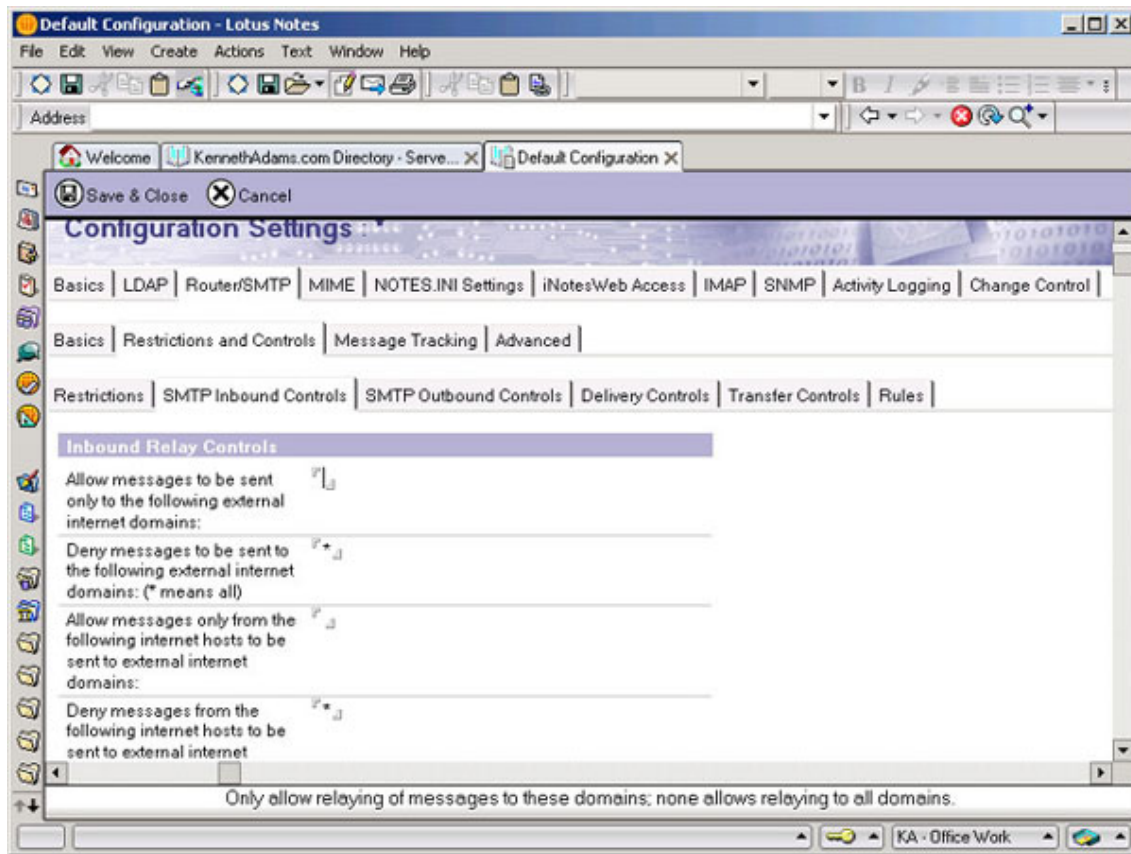 Default Configuration - Lotus Notes
File Edit View Create Actions Text Window Help
B I
Address
Welcome KennethAdams.com Directory - Serve... Default Configuration
Save & Close Cancel
Configuration Settings : *
Basics LDAP Router/SMTP MIME NOTES.INI Settings iNotesWeb Access IMAP SNMP Activity Logging Change Control
Basics Restrictions and Controls Message Tracking Advanced
Restrictions SMTP Inbound Controls SMTP Outbound Controls Delivery Controls Transfer Controls Rules
Inbound Relay Controls
Allow messages to be sent
only to the following external
internet domains:
Deny messages to be sent to *
the following external internet
domains: (* means all)
Allow messages only from the
following internet hosts to be
sent to external internet
domains:
Deny messages from the *
following internet hosts to be
sent to external internet
Only allow relaying of messages to these domains; none allows relaying to all domains.
KA - Office Work